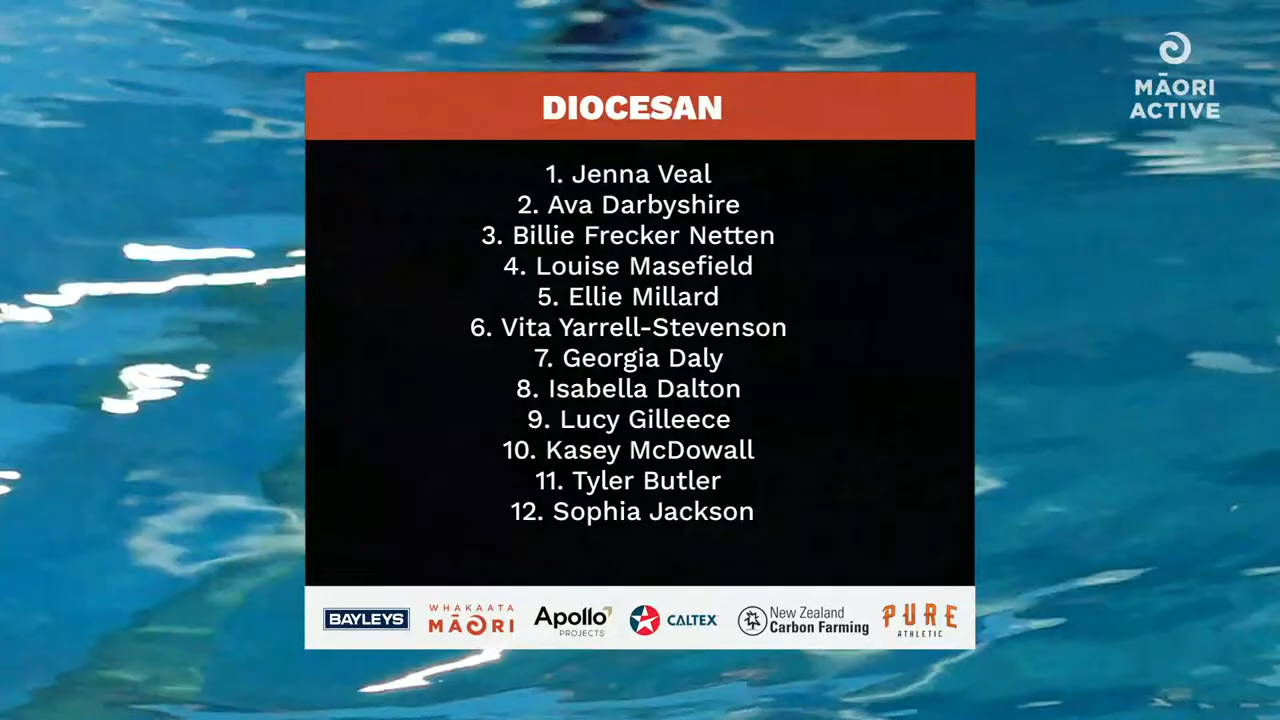 MĀORI
ACTIVE
DIOCESAN
1. Jenna Veal
2. Ava Darbyshire
3. Billie Frecker Netten
4. Louise Masefield
5. Ellie Millard
6. Vita Yarrell-Stevenson
7. Georgia Daly
8. Isabella Dalton
9. Lucy Gilleece
10. Kasey McDowall
11. Tyler Butler
12. Sophia Jackson
BAYLEYS
WHAKAATA
MĀORI
Apollo
PROJECTS
CALTEX
New Zealand
Carbon Farming
PURE
ATHLETIC